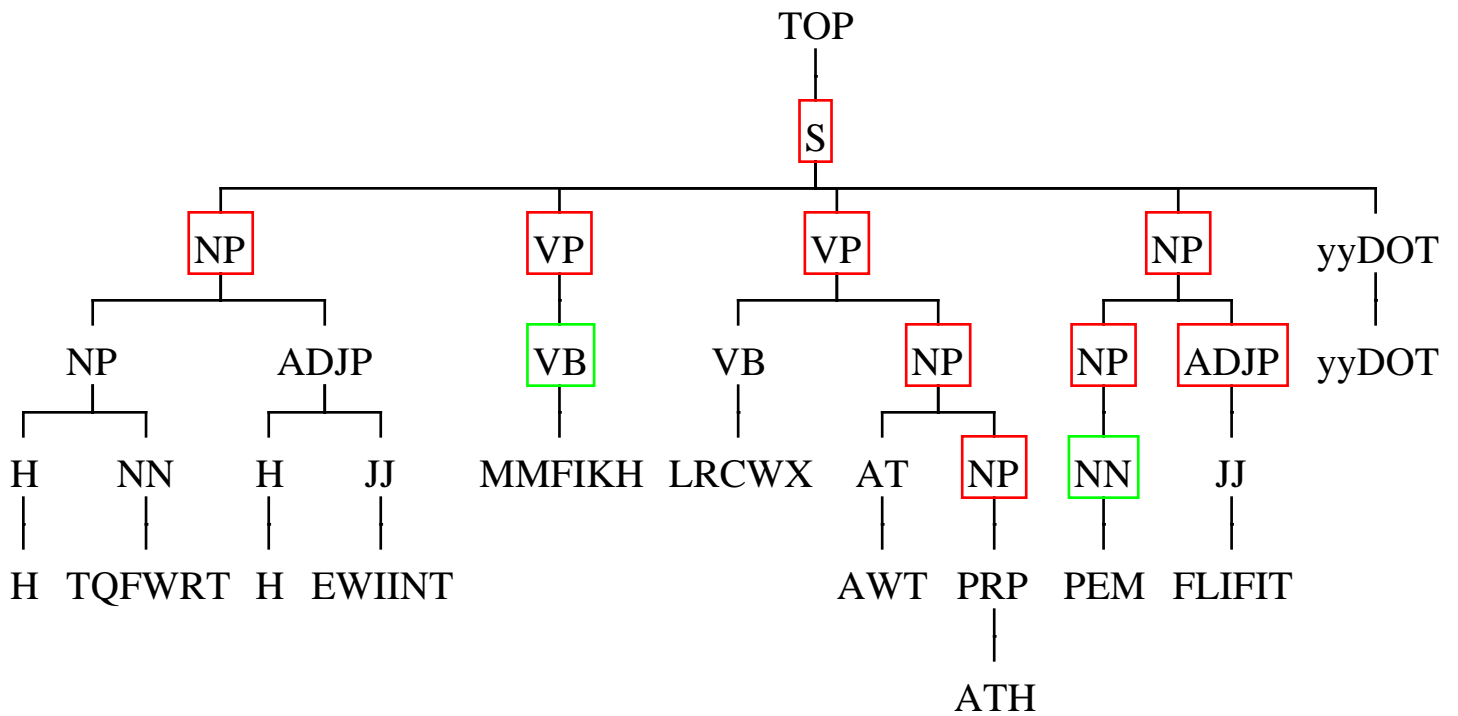 TOP
S
NP VP VP NP yyDOT
NP ADJP VB VB NP NP ADJP yyDOT
H NN H JJ MMFIKH LRCWX AT NP NN JJ
H TQFWRT H EWIINT AWT PRP PEM FLIFIT
ATH